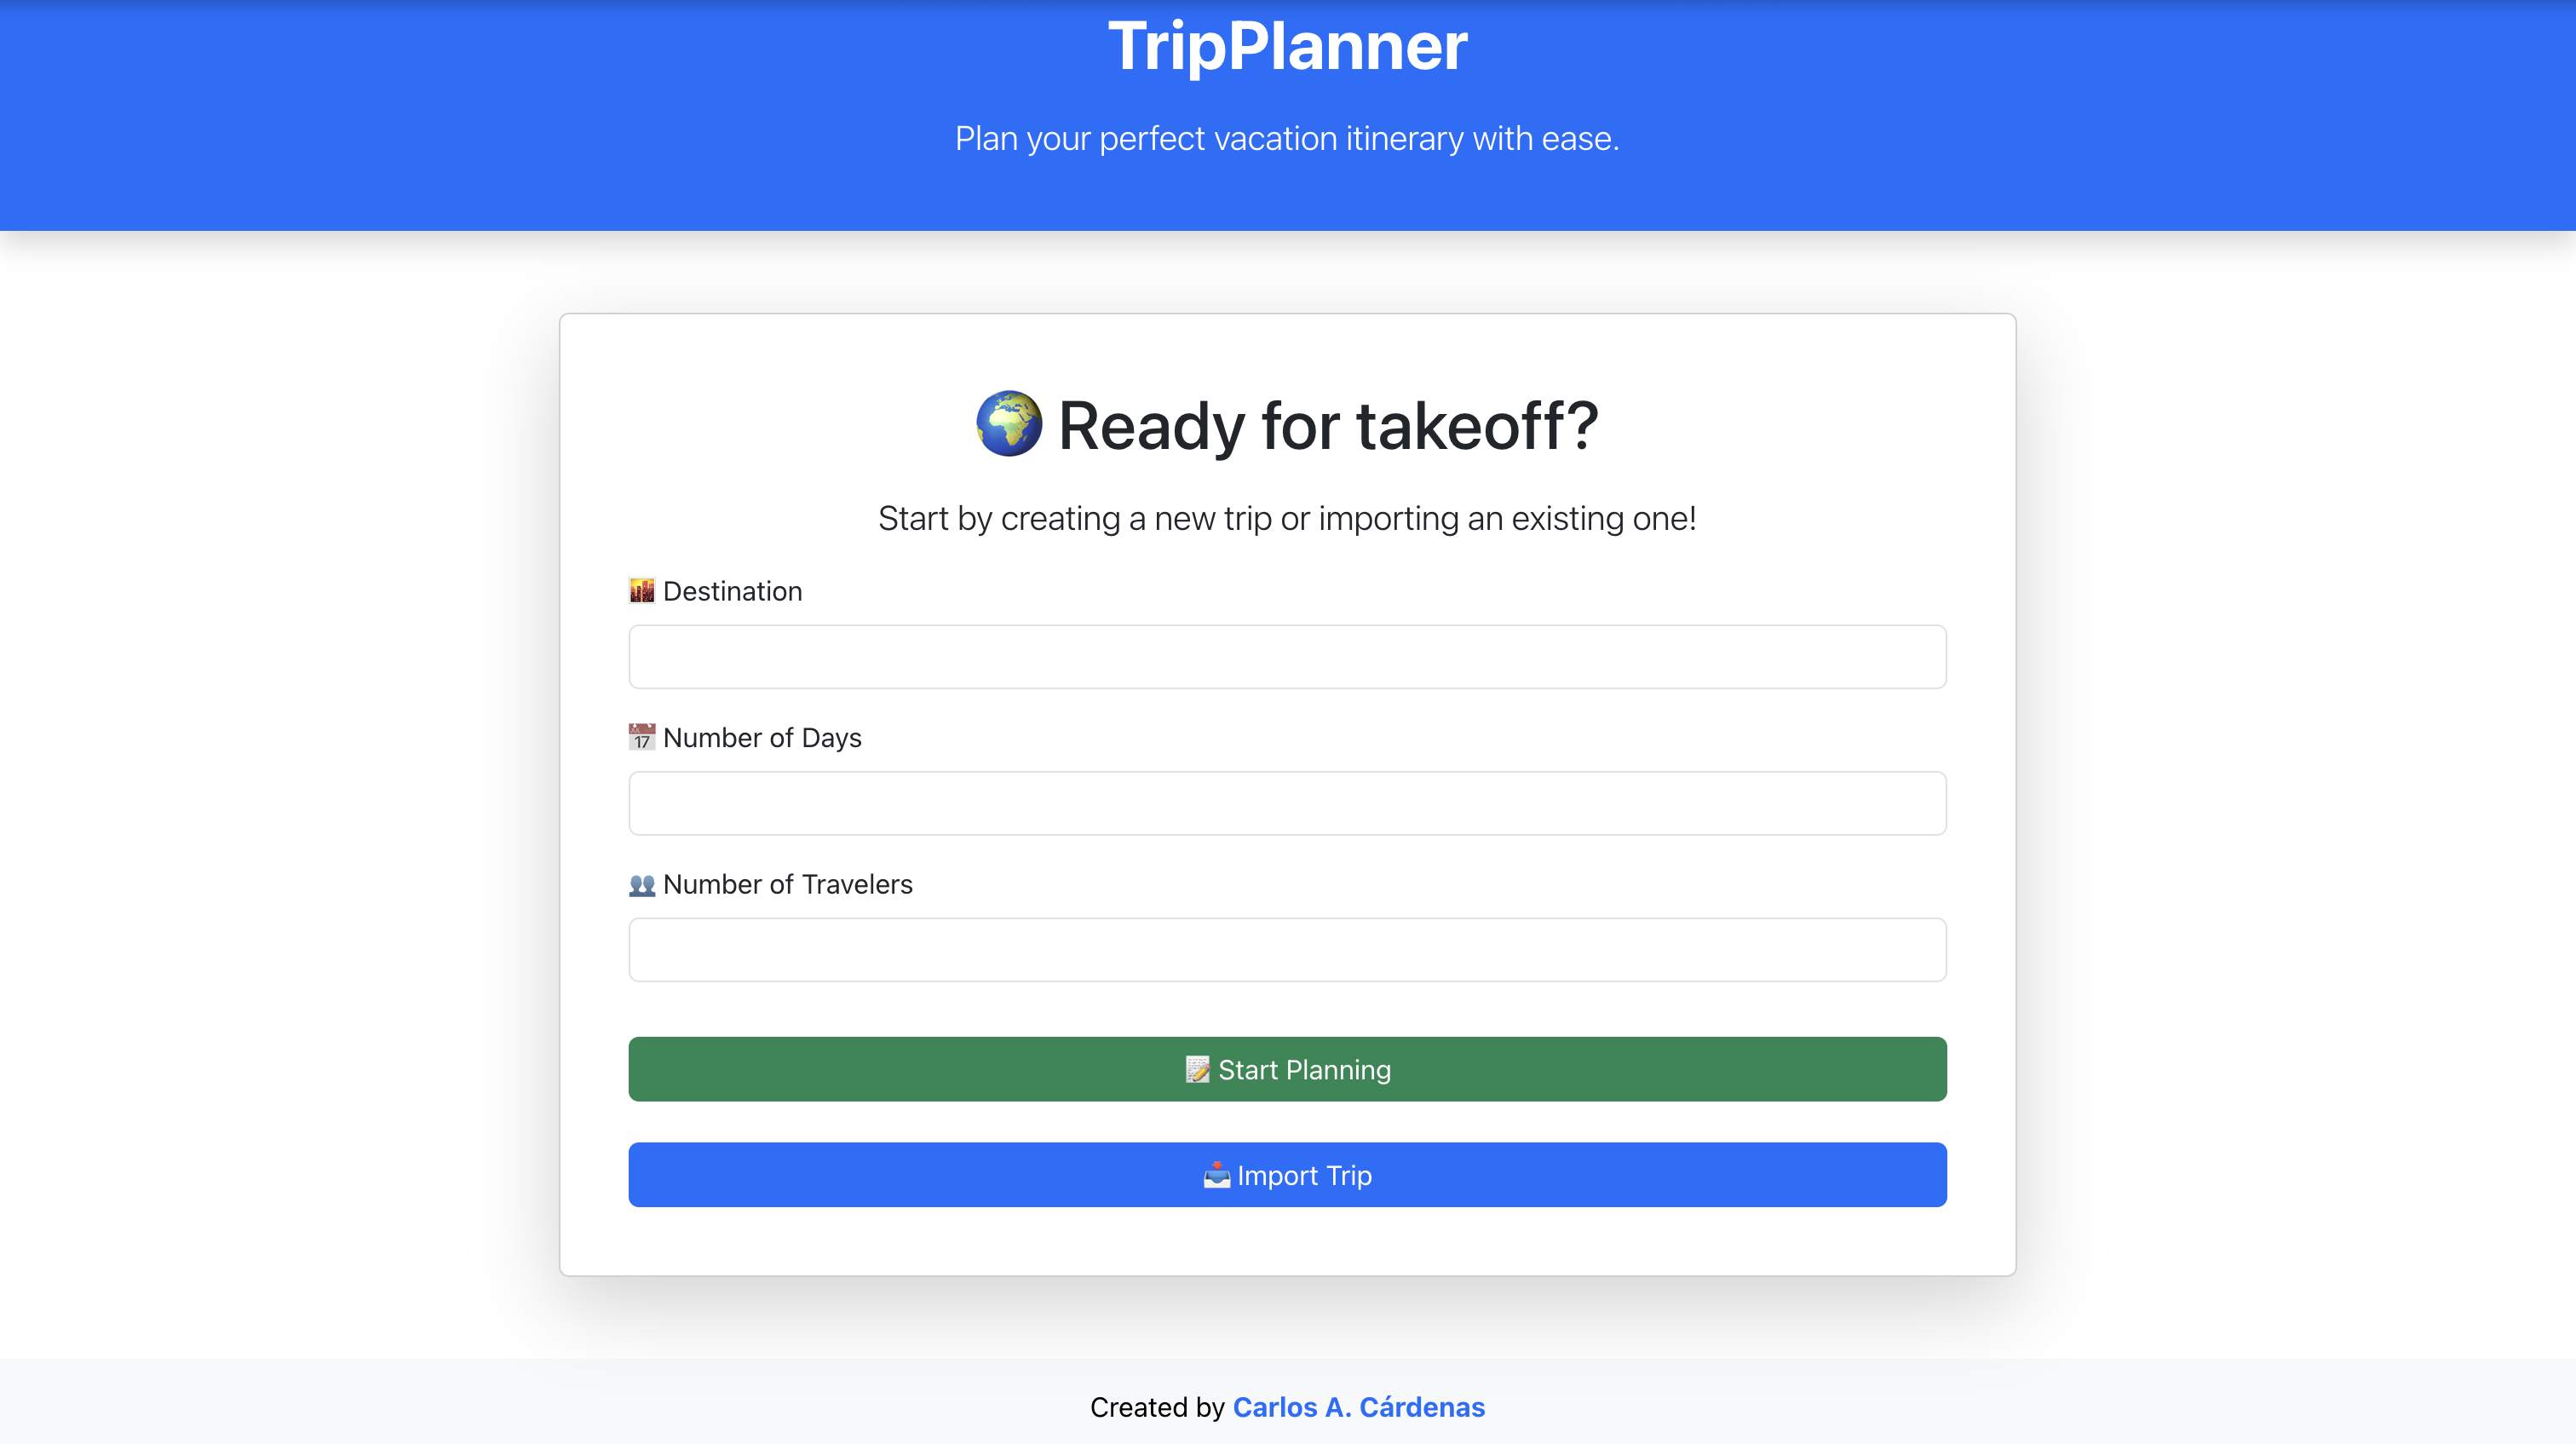 TripPlanner
Plan your perfect vacation itinerary with ease.
🌍 Ready for takeoff?
Start by creating a new trip or importing an existing one!
🌇 Destination
📅 Number of Days
👥 Number of Travelers
📝 Start Planning
📥 Import Trip
Created by Carlos A. Cárdenas